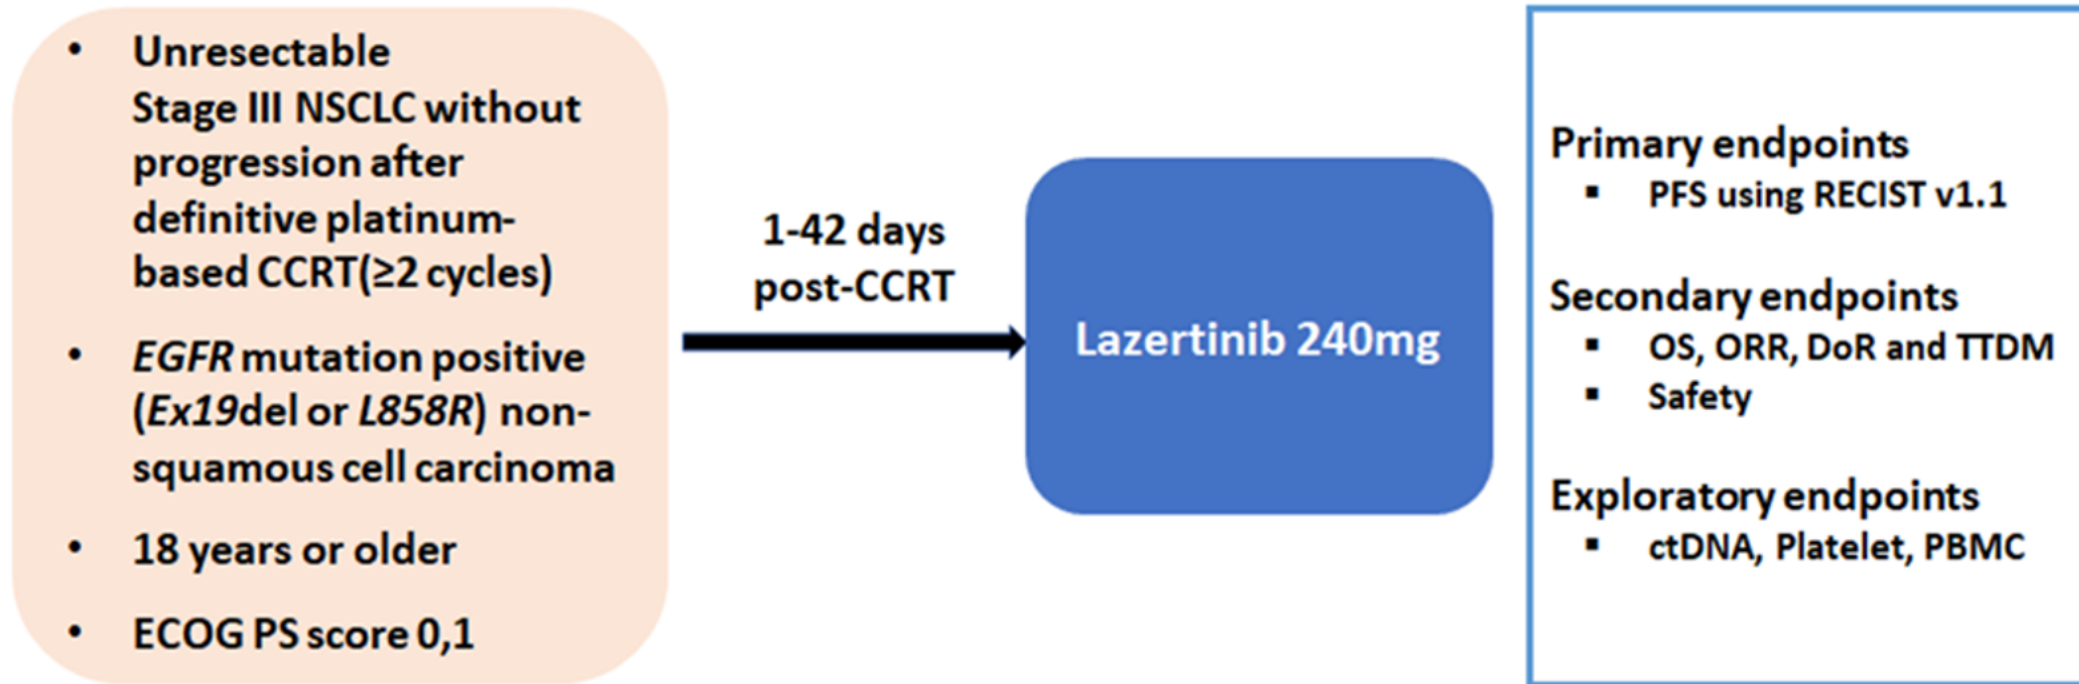 • Unresectable
Stage III NSCLC without
progression after
definitive platinum-
based CCRT(≥2 cycles)
• EGFR mutation positive
(Ex19del or L858R) non-
squamous cell carcinoma
• 18 years or older
• ECOG PS score 0,1
1-42 days
post-CCRT
Lazertinib 240mg
Primary endpoints
▪ PFS using RECIST v1.1
Secondary endpoints
▪ OS, ORR, DoR and TTDM
▪ Safety
Exploratory endpoints
▪ ctDNA, Platelet, PBMC